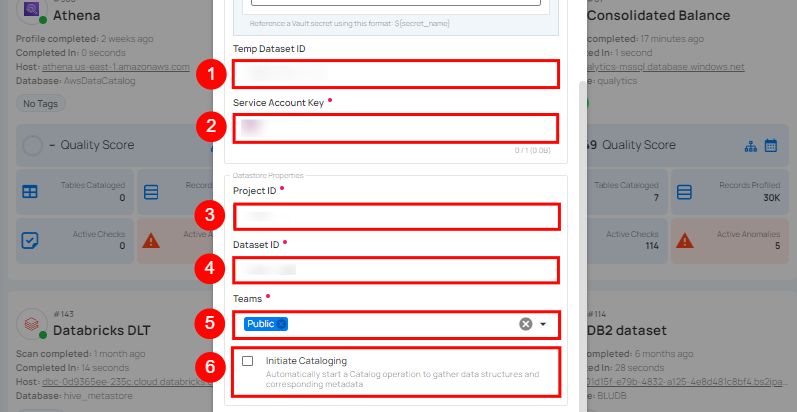 Athena
Profile completed: 2 weeks ago
Completed In: 0 seconds
Host: athena.us-east-1.amazonaws.com
Database: AwsDataCatalog
No Tags
– Quality Score
Tables Cataloged
0
Active Checks
0
Reference a Vault secret using this format: ${secret_name}
Temp Dataset ID
1
Service Account Key •
2
0 / 1 (0.0B)
Datastore Properties
Project ID •
3
Dataset ID •
4
Teams •
5
Public
6
Initiate Cataloging
Automatically start a Catalog operation to gather data structures and
corresponding metadata
Consolidated Balance
completed: 17 minutes ago
In: 1 second
alytics-mssql.database.windows.net
e: qualytics
49 Quality Score
Tables Cataloged
7
Records Profiled
30K
Active Checks
114
Active Anomalies
5
#143
Databricks DLT
Scan completed: 1 month ago
Completed In: 14 seconds
Host: dbc-0d9365ee-235c.cloud.databricks
Database: hive_metastore
#114
DB2 dataset
completed: 6 months ago
In: 28 seconds
01d15f-e79b-4832-a125-4e8d481c8bf4.bs2ipa...
e: BLUDB